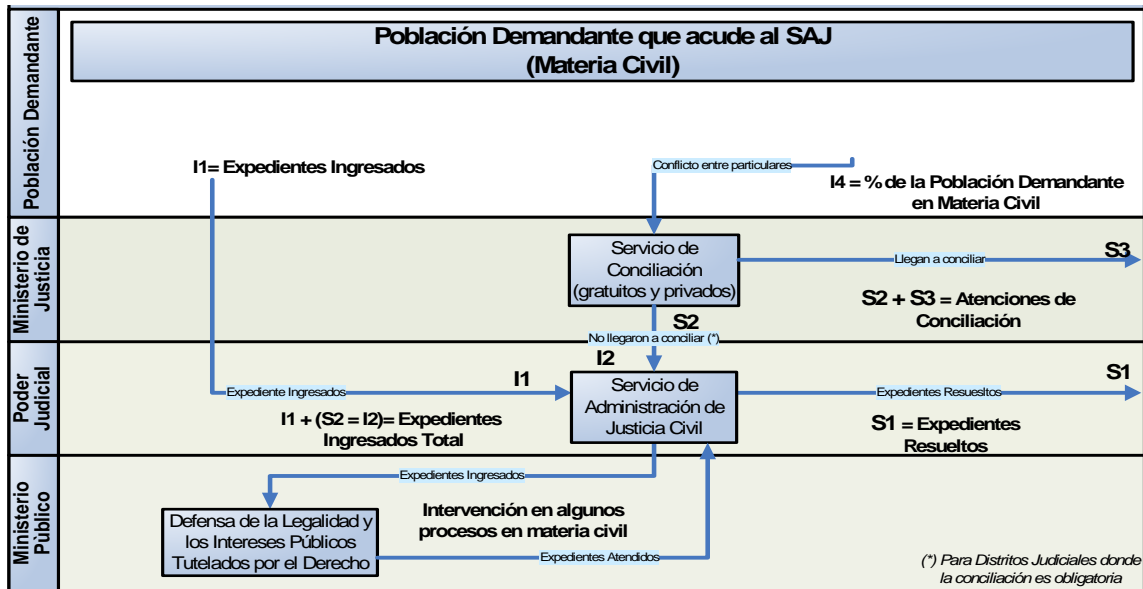 Población Demandante que acude al SAJ
(Materia Civil)
Población Demandante
I1= Expedientes Ingresados
Conflicto entre particulares
I4 = % de la Población Demandante
en Materia Civil
Ministerio de
Justicia
Servicio de
Conciliación
(gratuitos y privados)
Llegan a conciliar
S3
S2 + S3 = Atenciones de
Conciliación
S2
No llegaron a conciliar (*)
I2
Poder
Judicial
Expediente Ingresados
I1
Servicio de
Administración de
Justicia Civil
Expedientes Resueltos
S1
I1 + (S2 = I2)= Expedientes
Ingresados Total
S1 = Expedientes
Resueltos
Ministerio
Pùblico
Expedientes Ingresados
Defensa de la Legalidad y
los Intereses Públicos
Tutelados por el Derecho
Intervención en algunos
procesos en materia civil
Expedientes Atendidos
(*) Para Distritos Judiciales donde
la conciliación es obligatoria